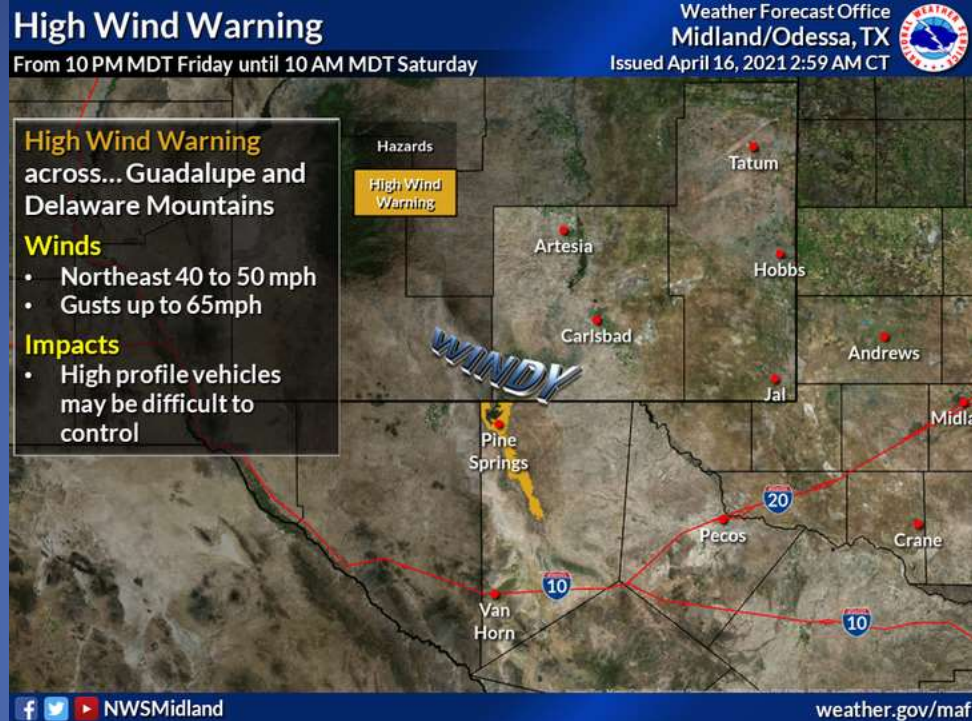 High Wind Warning
From 10 PM MDT Friday until 10 AM MDT Saturday
Weather Forecast Office
Midland/Odessa, TX
Issued April 16, 2021 2:59 AM CT
NATIONAL WEATHER SERVICE
High Wind Warning
across... Guadalupe and
Delaware Mountains
Winds
• Northeast 40 to 50 mph
• Gusts up to 65mph
Impacts
• High profile vehicles
may be difficult to
control
Hazards
High Wind
Warning
Tatum
Artesia
Hobbs
Carlsbad
Andrews
WINDY
Jal
Midla
Pine
Springs
20
Pecos
Crane
10
Van
Horn
10
NWSMidland
weather.gov/maf